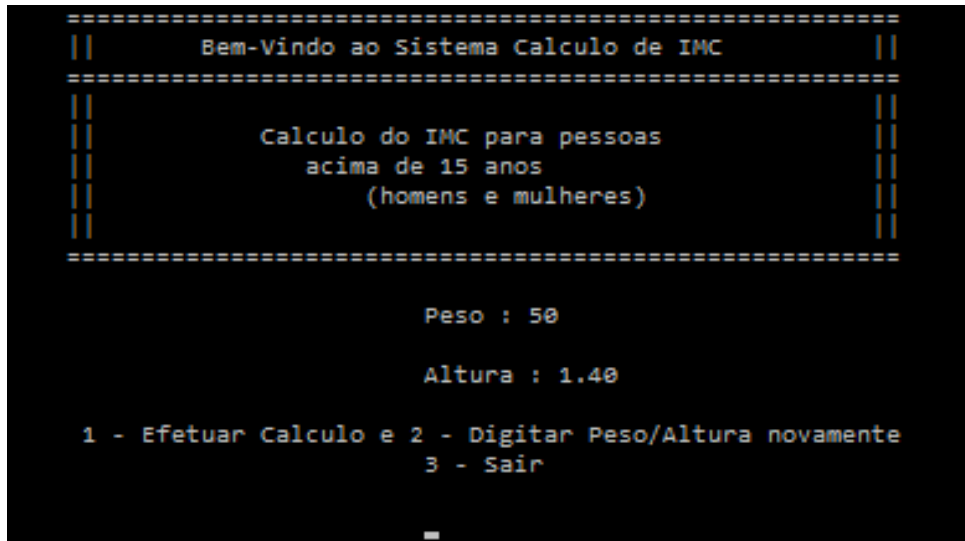 ========================================================
|| Bem-Vindo ao Sistema Calculo de IMC ||
========================================================
|| ||
|| Calculo do IMC para pessoas ||
|| acima de 15 anos ||
|| (homens e mulheres) ||
|| ||
========================================================
Peso : 50
Altura : 1.40
1 - Efetuar Calculo e 2 - Digitar Peso/Altura novamente
3 - Sair